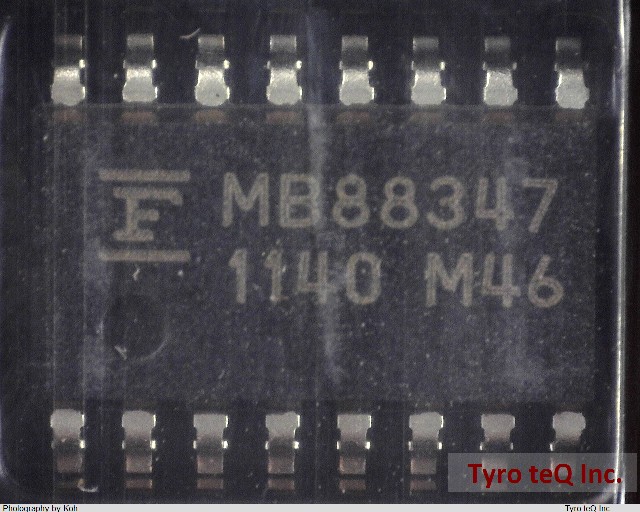 F
MB88347
1140 M46
Tyro teQ Inc.
Photography by Koh
Tyro teQ Inc